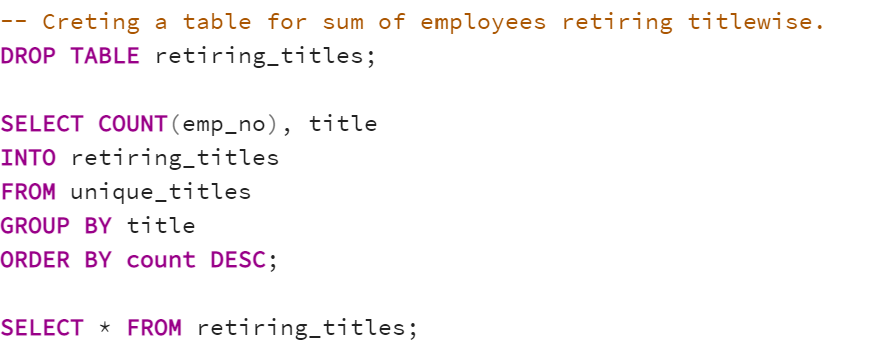 -- Creting a table for sum of employees retiring titlewise.
DROP TABLE retiring_titles;
SELECT COUNT(emp_no), title
INTO retiring_titles
FROM unique_titles
GROUP BY title
ORDER BY count DESC;
SELECT * FROM retiring_titles;